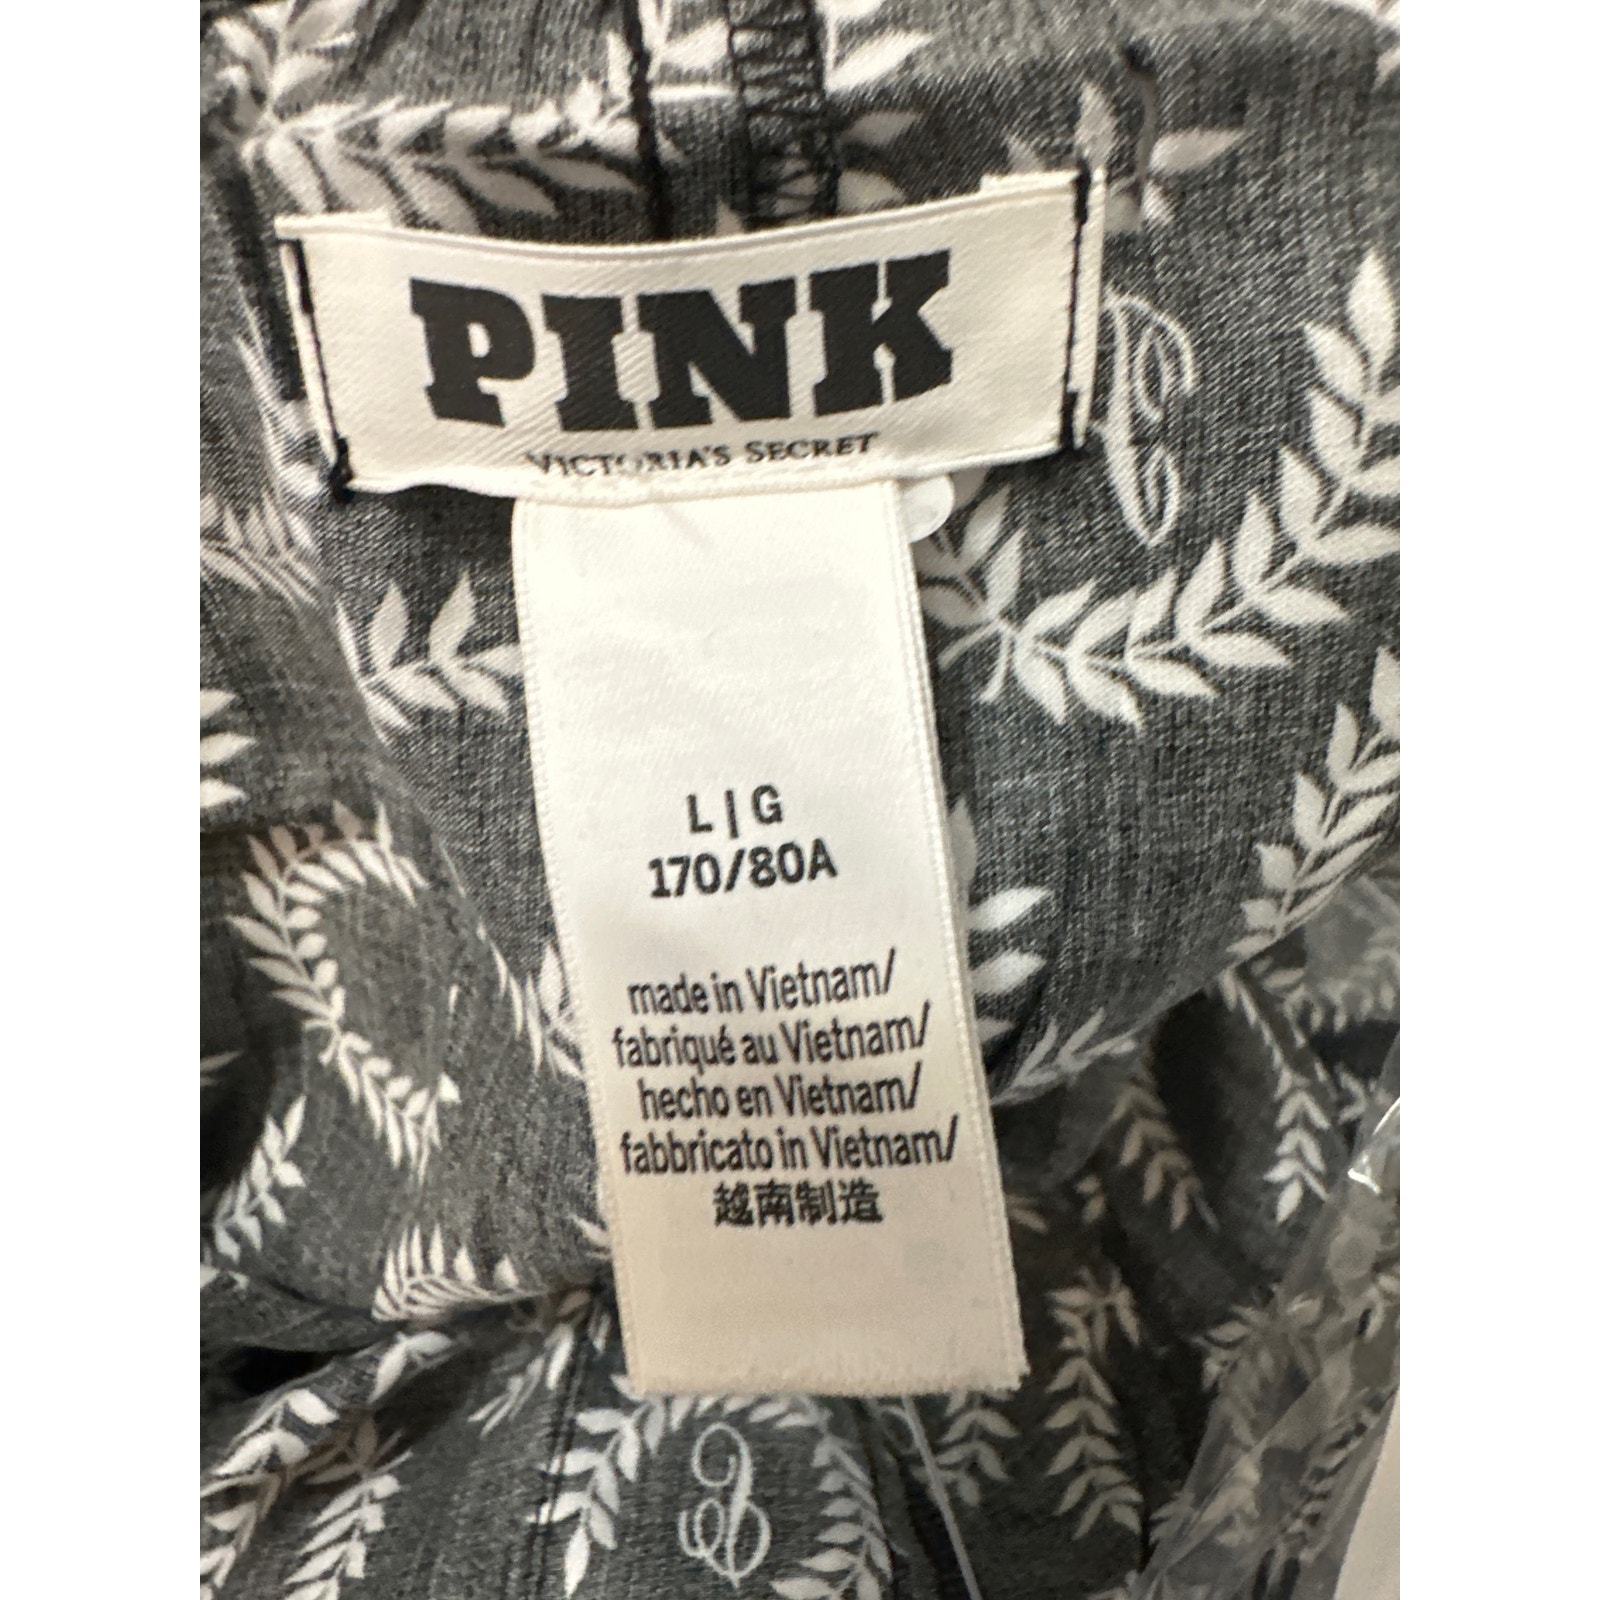 PINK
VICTORIA'S SECRET
L | G
170/80A
made in Vietnam/
fabriqué au Vietnam/
hecho en Vietnam/
fabbricato in Vietnam/
越南制造